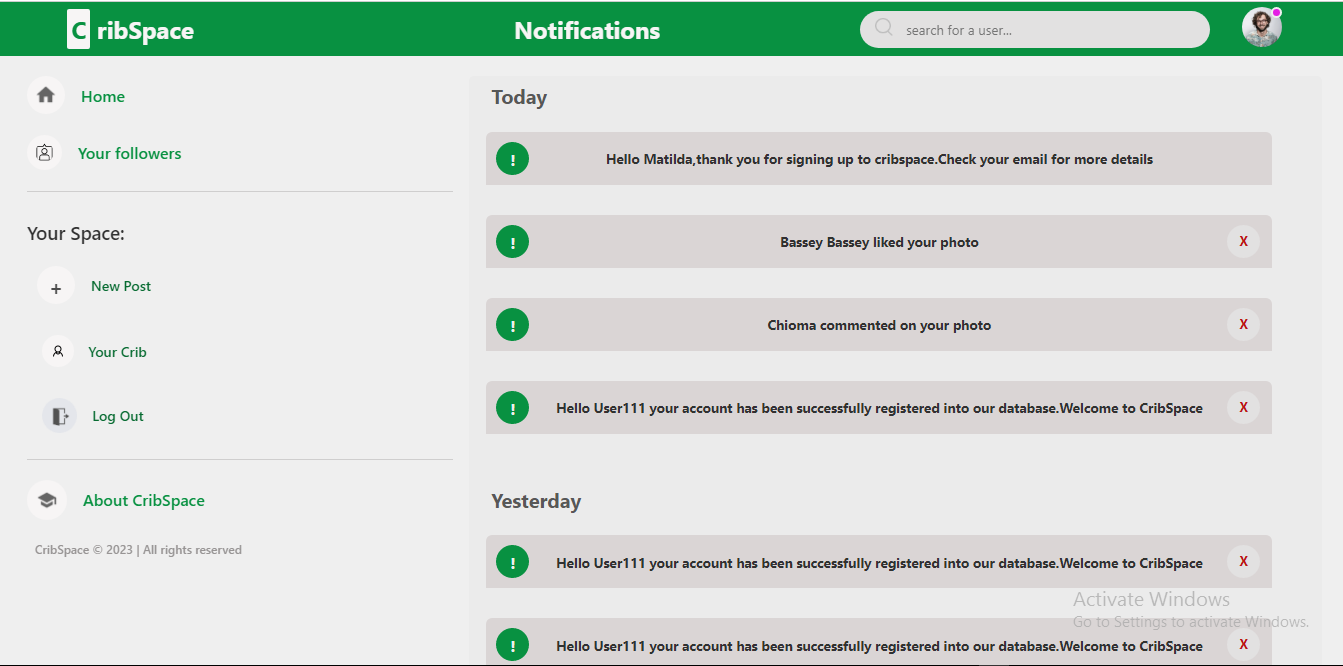 CribSpace
Notifications
search for a user...
Home
Your followers
Your Space:
+ New Post
Your Crib
Log Out
About CribSpace
CribSpace © 2023 | All rights reserved
Today
! Hello Matilda,thank you for signing up to cribspace.Check your email for more details
! Bassey Bassey liked your photo X
! Chioma commented on your photo X
! Hello User111 your account has been successfully registered into our database.Welcome to CribSpace X
Yesterday
! Hello User111 your account has been successfully registered into our database.Welcome to CribSpace X
Activate Windows
Go to Settings to activate Windows.
! Hello User111 your account has been successfully registered into our database.Welcome to CribSpace X